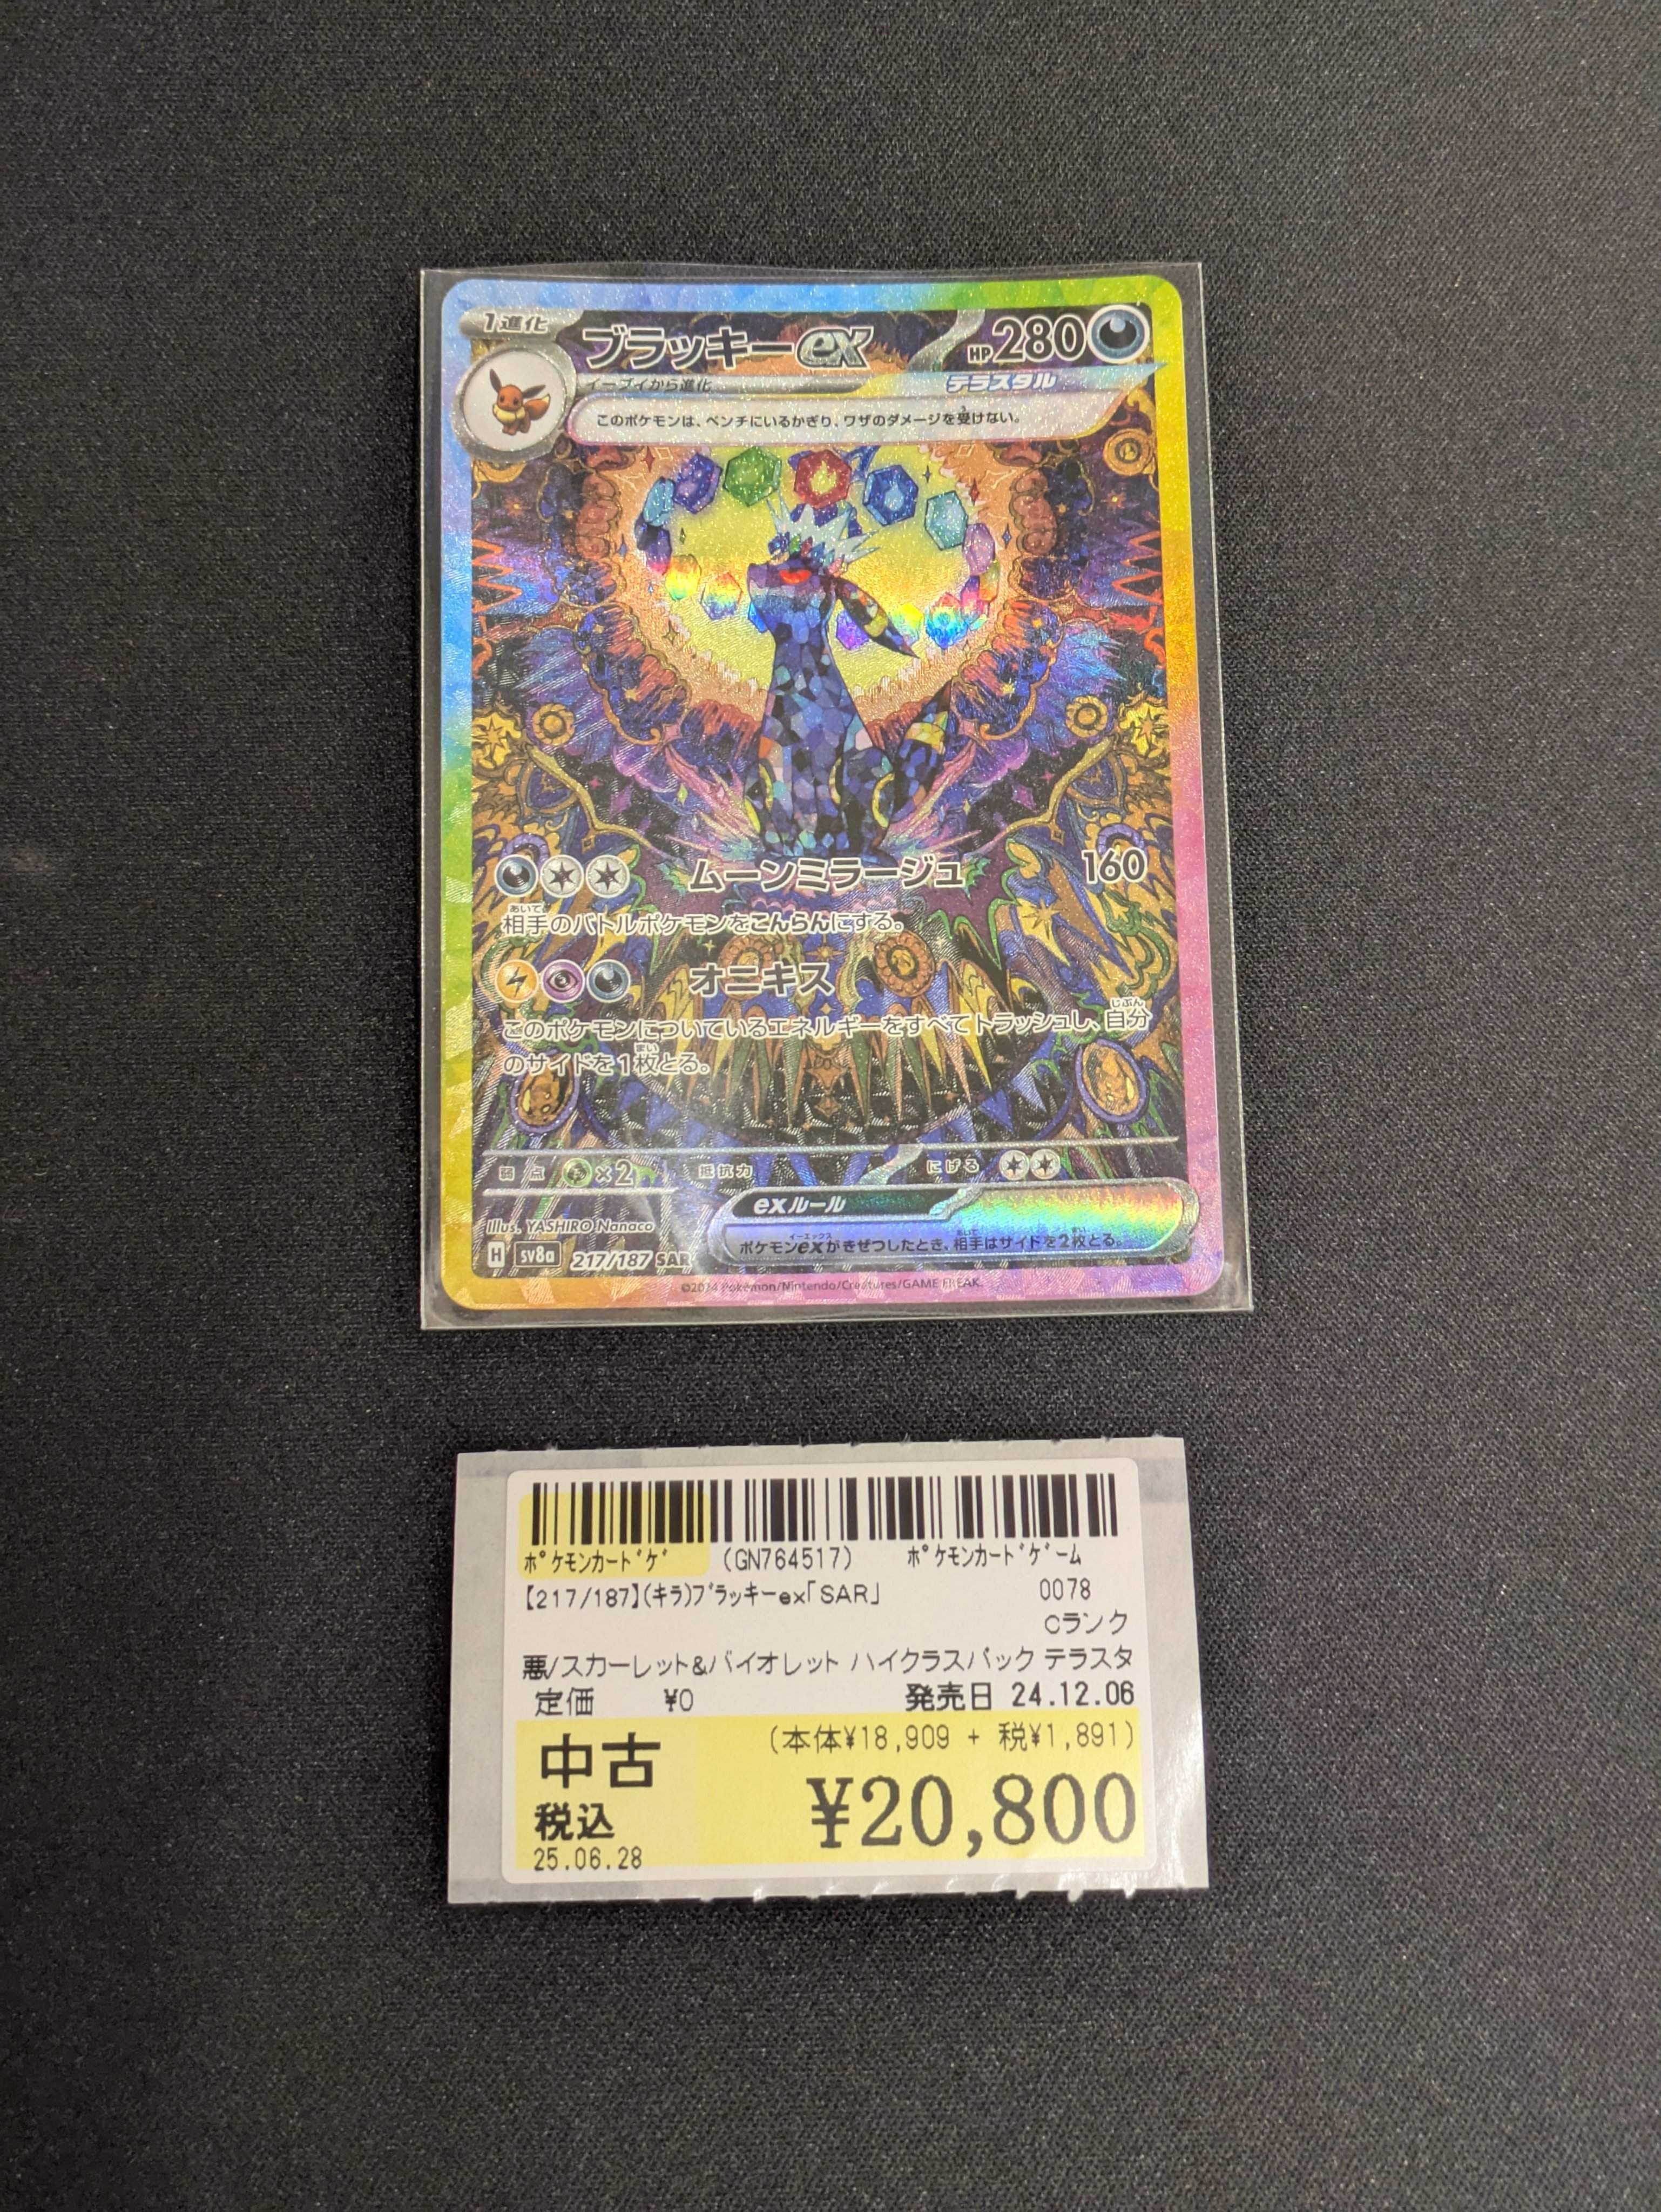 1進化
ブラッキーex
HP280
イーブイから進化
テラスタル
このポケモンは、ベンチにいるかぎり、ワザのダメージを受けない。
ムーンミラージュ 160
相手のバトルポケモンをこんらんにする。
オニキス
このポケモンについているエネルギーをすべてトラッシュし、自分
のサイドを1枚とる。
弱点 ×2 抵抗力 にげる
exルール
ポケモンexがきぜつしたとき、相手はサイドを2枚とる。
Illus. YASHIRO Nanaco
H sv8a 217/187 SAR
©2024 Pokémon/Nintendo/Creatures/GAME FREAK.
ポケモンカードゲ (GN764517) ポケモンカードゲーム
【217/187】(キラ)ブラッキーex「SAR」 0078
Cランク
悪/スカーレット&バイオレット ハイクラスパック テラスタ
定価 ¥0 発売日 24.12.06
(本体¥18,909 + 税¥1,891)
中古
税込 ¥20,800
25.06.28